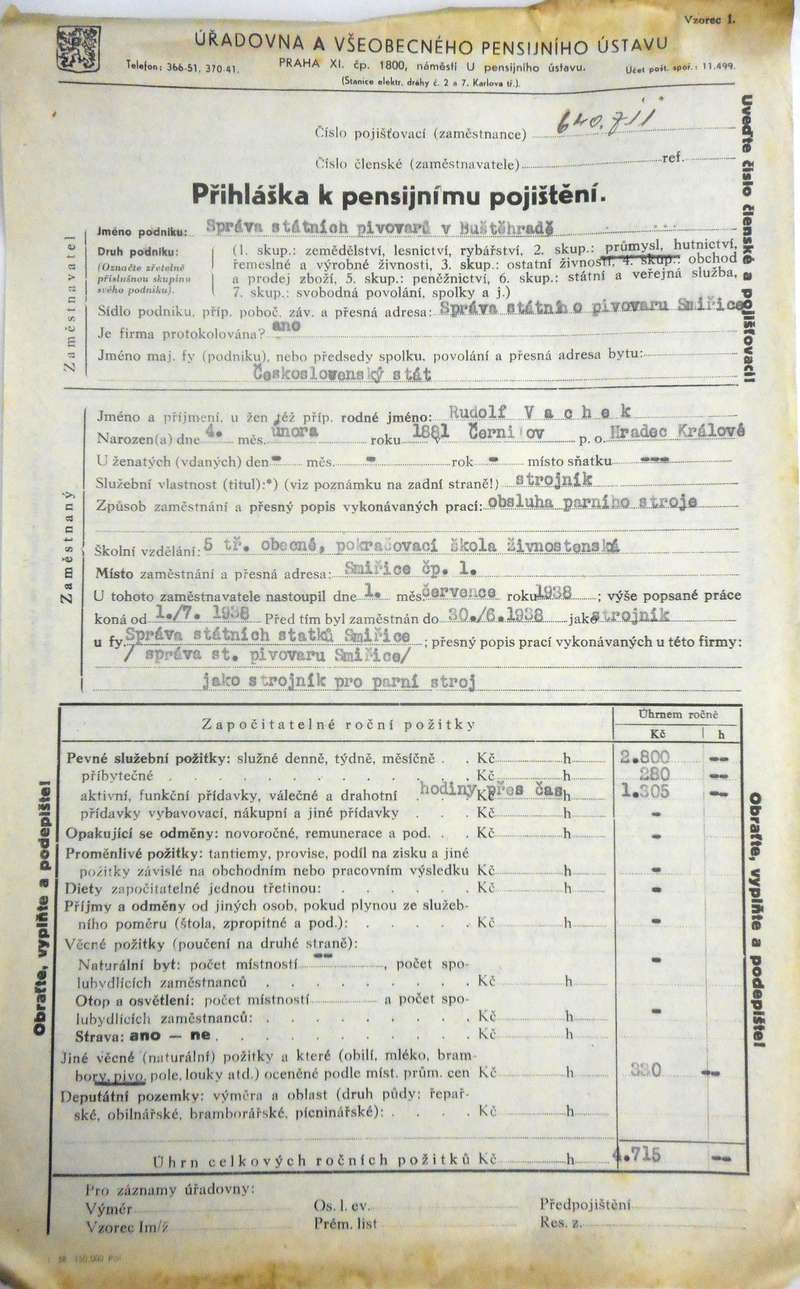 Vzorec 1.
ÚŘADOVNA A VŠEOBECNÉHO PENSIJNÍHO ÚSTAVU
Telefon: 366-51, 370-41. PRAHA XI. čp. 1800, náměstí U pensijního ústavu. Účet pošt. spoř.: 11.499.
(Stanice elektr. dráhy č. 2 a 7. Karlova tř.).
Číslo pojišťovací (zaměstnance)
Číslo členské (zaměstnavatele) ref.
Uveďte číslo členské a pojišťovací!
Přihláška k pensijnímu pojištění.
Zaměstnavatel
Jméno podniku: Správa státních pivovarů v Buštěhradě
Druh podniku: (1. skup.: zemědělství, lesnictví, rybářství, 2. skup.: průmysl, hutnictví,
(Označte zřetelně řemeslné a výrobné živnosti, 3. skup.: ostatní živnosti, 4. skup.: obchod
příslušnou skupinu a prodej zboží, 5. skup.: peněžnictví, 6. skup.: státní a veřejná služba,
svého podniku). 7. skup.: svobodná povolání, spolky a j.)
Sídlo podniku, příp. poboč. záv. a přesná adresa: Správa státního pivovaru Smiřice
Je firma protokolována? ano
Jméno maj. fy (podniku), nebo předsedy spolku, povolání a přesná adresa bytu:
Československý stát
Zaměstnaný
Jméno a příjmení, u žen též příp. rodné jméno: Rudolf Vachek
Narozen(a) dne 4. měs. února roku 1881 Černilov p. o. Hradec Králové
U ženatých (vdaných) den - měs. - rok - místo sňatku ---
Služební vlastnost (titul):*) (viz poznámku na zadní straně!) strojník
Způsob zaměstnání a přesný popis vykonávaných prací: obsluha parního stroje
Školní vzdělání: 5 tř. obecné, pokračovací škola živnostenská
Místo zaměstnání a přesná adresa: Smiřice čp. 1.
U tohoto zaměstnavatele nastoupil dne 1. měs. července roku 1938 ; výše popsané práce
koná od 1./7. 1938 Před tím byl zaměstnán do 30./6.1938 jako strojník
u fy. Správa státních statků Smiřice ; přesný popis prací vykonávaných u této firmy:
/ správa st. pivovaru Smiřice/
jako strojník pro parní stroj
Započitatelné roční požitky Úhrnem ročně
Kč h
Pevné služební požitky: služné denně, týdně, měsíčně . . Kč h 2.800 --
příbytečné . . . . . . . . . . . Kč h 280 --
aktivní, funkční přídavky, válečné a drahotní . hodiny přes čas Kč h 1.305 --
přídavky vybavovací, nákupní a jiné přídavky . . . Kč h -
Opakující se odměny: novoročné, remunerace a pod. . . Kč h -
Proměnlivé požitky: tantiemy, provise, podíl na zisku a jiné
požitky závislé na obchodním nebo pracovním výsledku Kč h -
Diety započitatelné jednou třetinou: . . . . . . Kč h -
Příjmy a odměny od jiných osob, pokud plynou ze služeb-
ního poměru (štola, zpropitné a pod.): . . . . . Kč h -
Věcné požitky (poučení na druhé straně):
Naturální byt: počet místností -- , počet spo-
lubydlících zaměstnanců . . . . . . . . Kč h -
Otop a osvětlení: počet místností a počet spo-
lubydlících zaměstnanců: . . . . . . . . Kč h -
Strava: ano — ne . . . . . . . . . . Kč h
Jiné věcné (naturální) požitky a které (obilí, mléko, bram-
bory, pivo, pole, louky atd.) oceněné podle míst. prům. cen Kč h 330 --
Deputátní pozemky: výměra a oblast (druh půdy: řepař-
ské, obilnářské, bramborářské, pícninářské): . . . . Kč h
Úhrn celkových ročních požitků Kč h 4.715 --
Obraťte, vyplňte a podepište!
Obraťte, vyplňte a podepište!
Pro záznamy úřadovny:
Výměr Os. l. ev. Předpojištění
Vzorec Im/ž Prém. list Res. z.